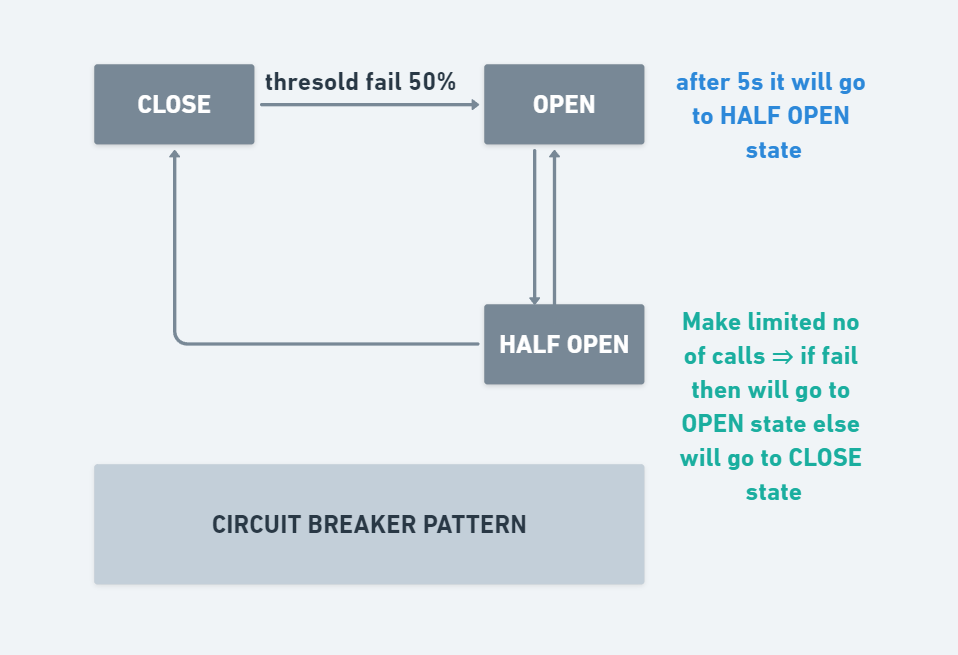 CLOSE
thresold fail 50%
OPEN
after 5s it will go
to HALF OPEN
state
HALF OPEN
Make limited no
of calls ⇒ if fail
then will go to
OPEN state else
will go to CLOSE
state
CIRCUIT BREAKER PATTERN